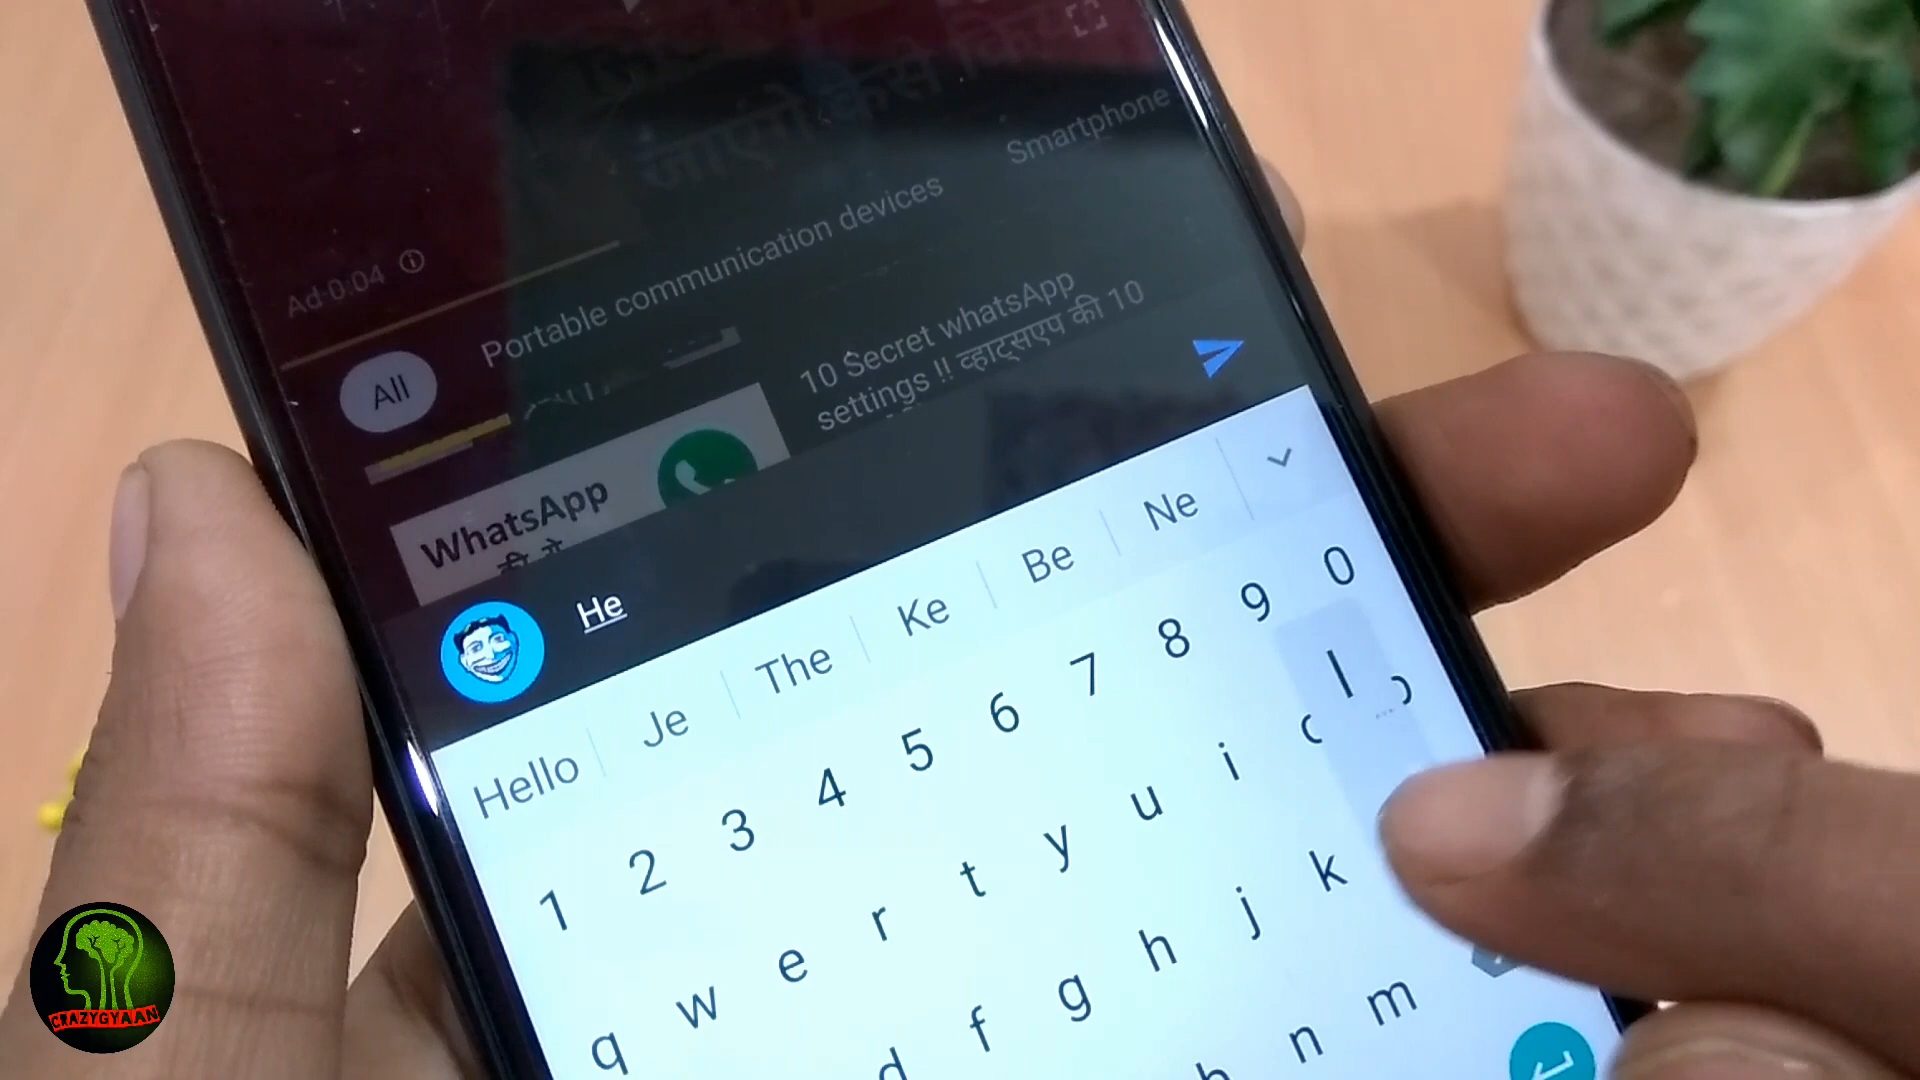 जाएंगे कैसे
Smartphone
Portable communication devices
Ad·0:04
All
10 Secret whatsApp
settings !! व्हाट्सएप की 10
WhatsApp
He
Hello Je The Ke Be Ne
1 2 3 4 5 6 7 8 9 0
q w e r t y u i l
d f g h j k
n m
CRAZYGYAAN